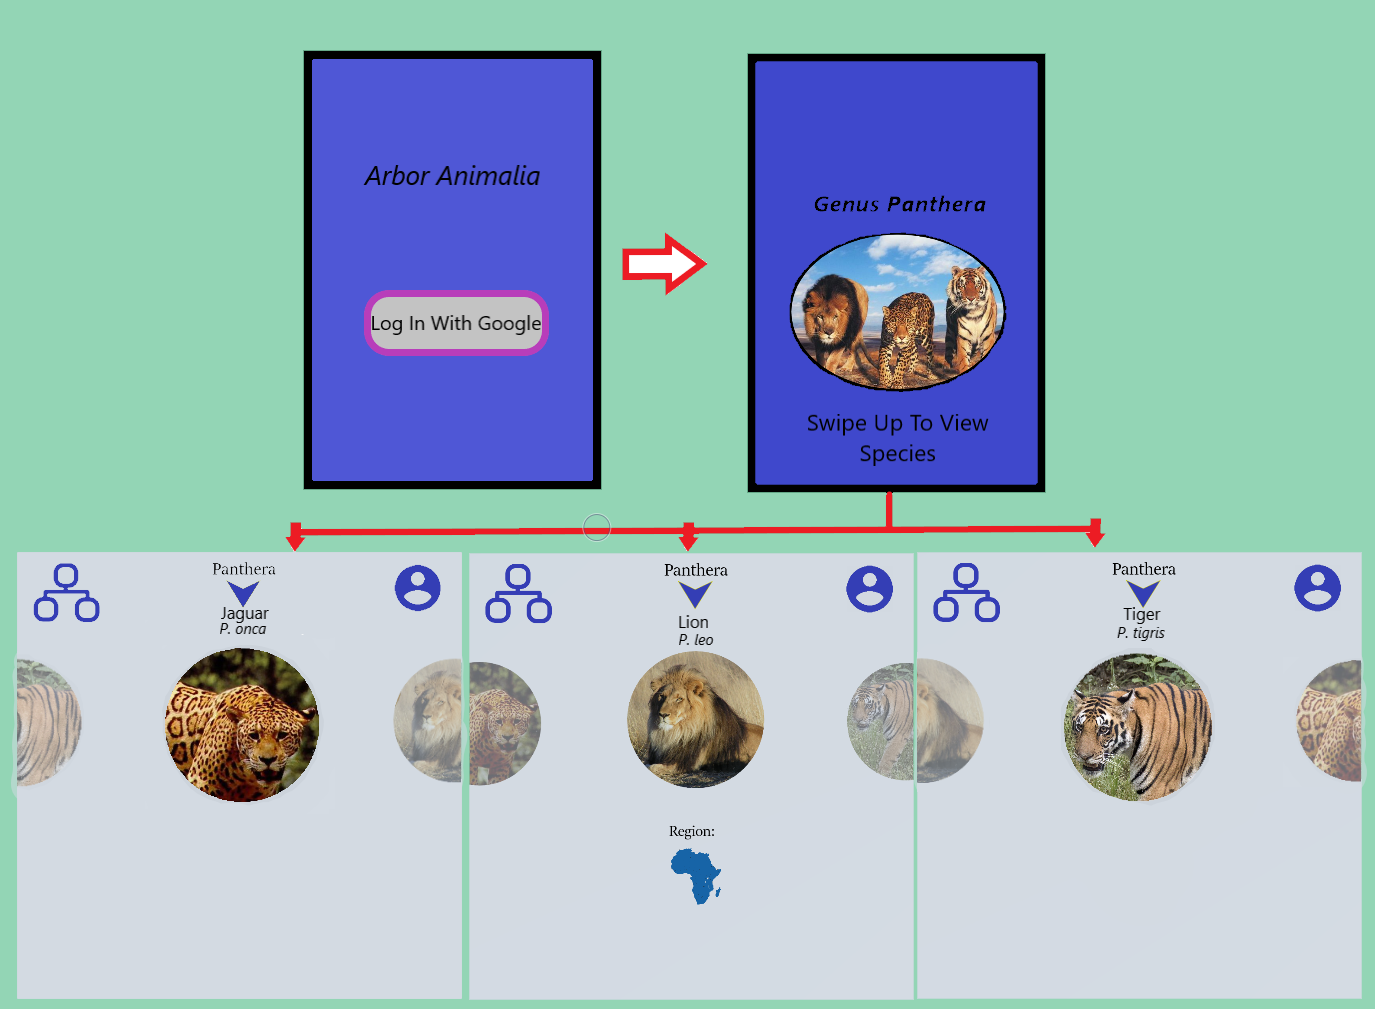 Arbor Animalia
Log In With Google
Genus Panthera
Swipe Up To View
Species
Panthera
Jaguar
P. onca
Panthera
Lion
P. leo
Region:
Panthera
Tiger
P. tigris